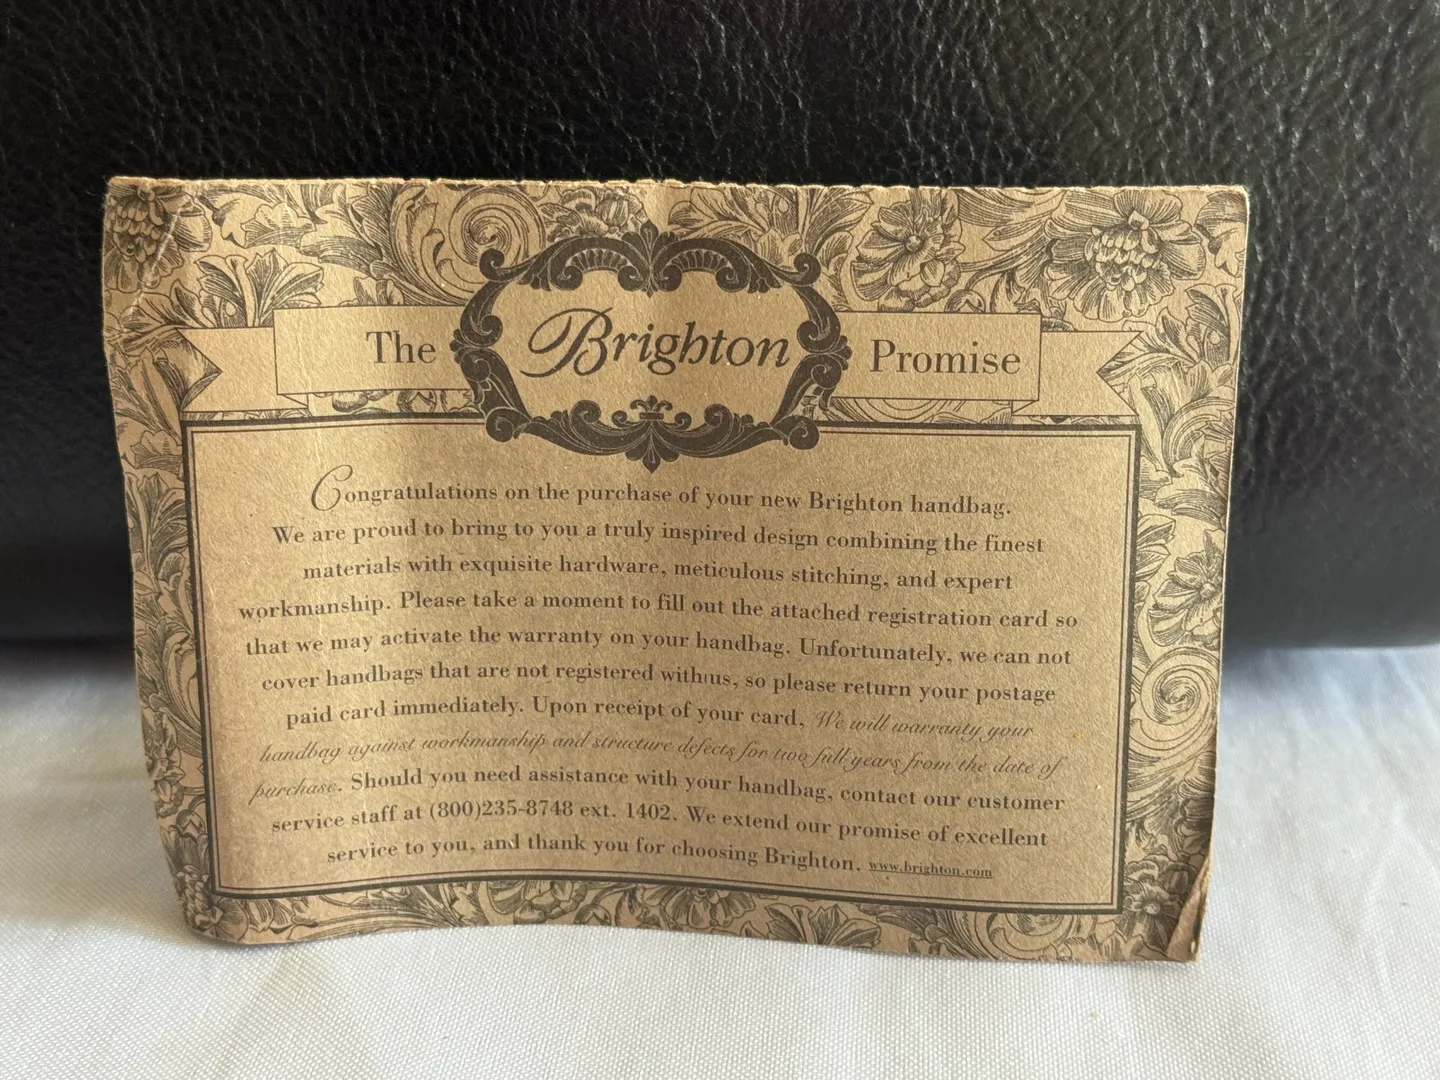 The Brighton Promise
Congratulations on the purchase of your new Brighton handbag.
We are proud to bring to you a truly inspired design combining the finest
materials with exquisite hardware, meticulous stitching, and expert
workmanship. Please take a moment to fill out the attached registration card so
that we may activate the warranty on your handbag. Unfortunately, we can not
cover handbags that are not registered with us, so please return your postage
paid card immediately. Upon receipt of your card, We will warranty your
handbag against workmanship and structure defects for two full years from the date of
purchase. Should you need assistance with your handbag, contact our customer
service staff at (800)235-8748 ext. 1402. We extend our promise of excellent
service to you, and thank you for choosing Brighton. www.brighton.com